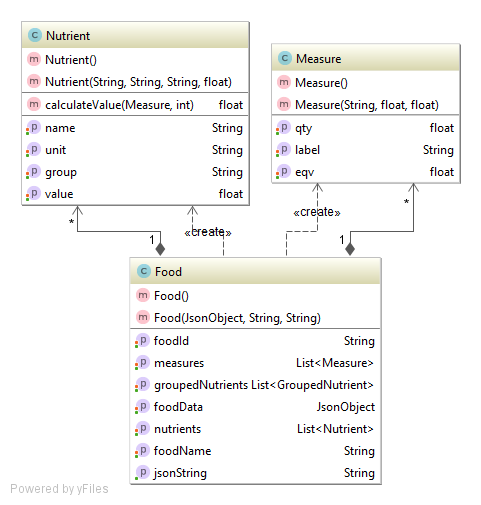 C Nutrient
m Nutrient()
m Nutrient(String, String, String, float)
m calculateValue(Measure, int) float
p name String
p unit String
p group String
p value float
C Measure
m Measure()
m Measure(String, float, float)
p qty float
p label String
p eqv float
* «create» «create» *
1 1
C Food
m Food()
m Food(JsonObject, String, String)
p foodId String
p measures List<Measure>
p groupedNutrients List<GroupedNutrient>
p foodData JsonObject
p nutrients List<Nutrient>
p foodName String
p jsonString String
Powered by yFiles